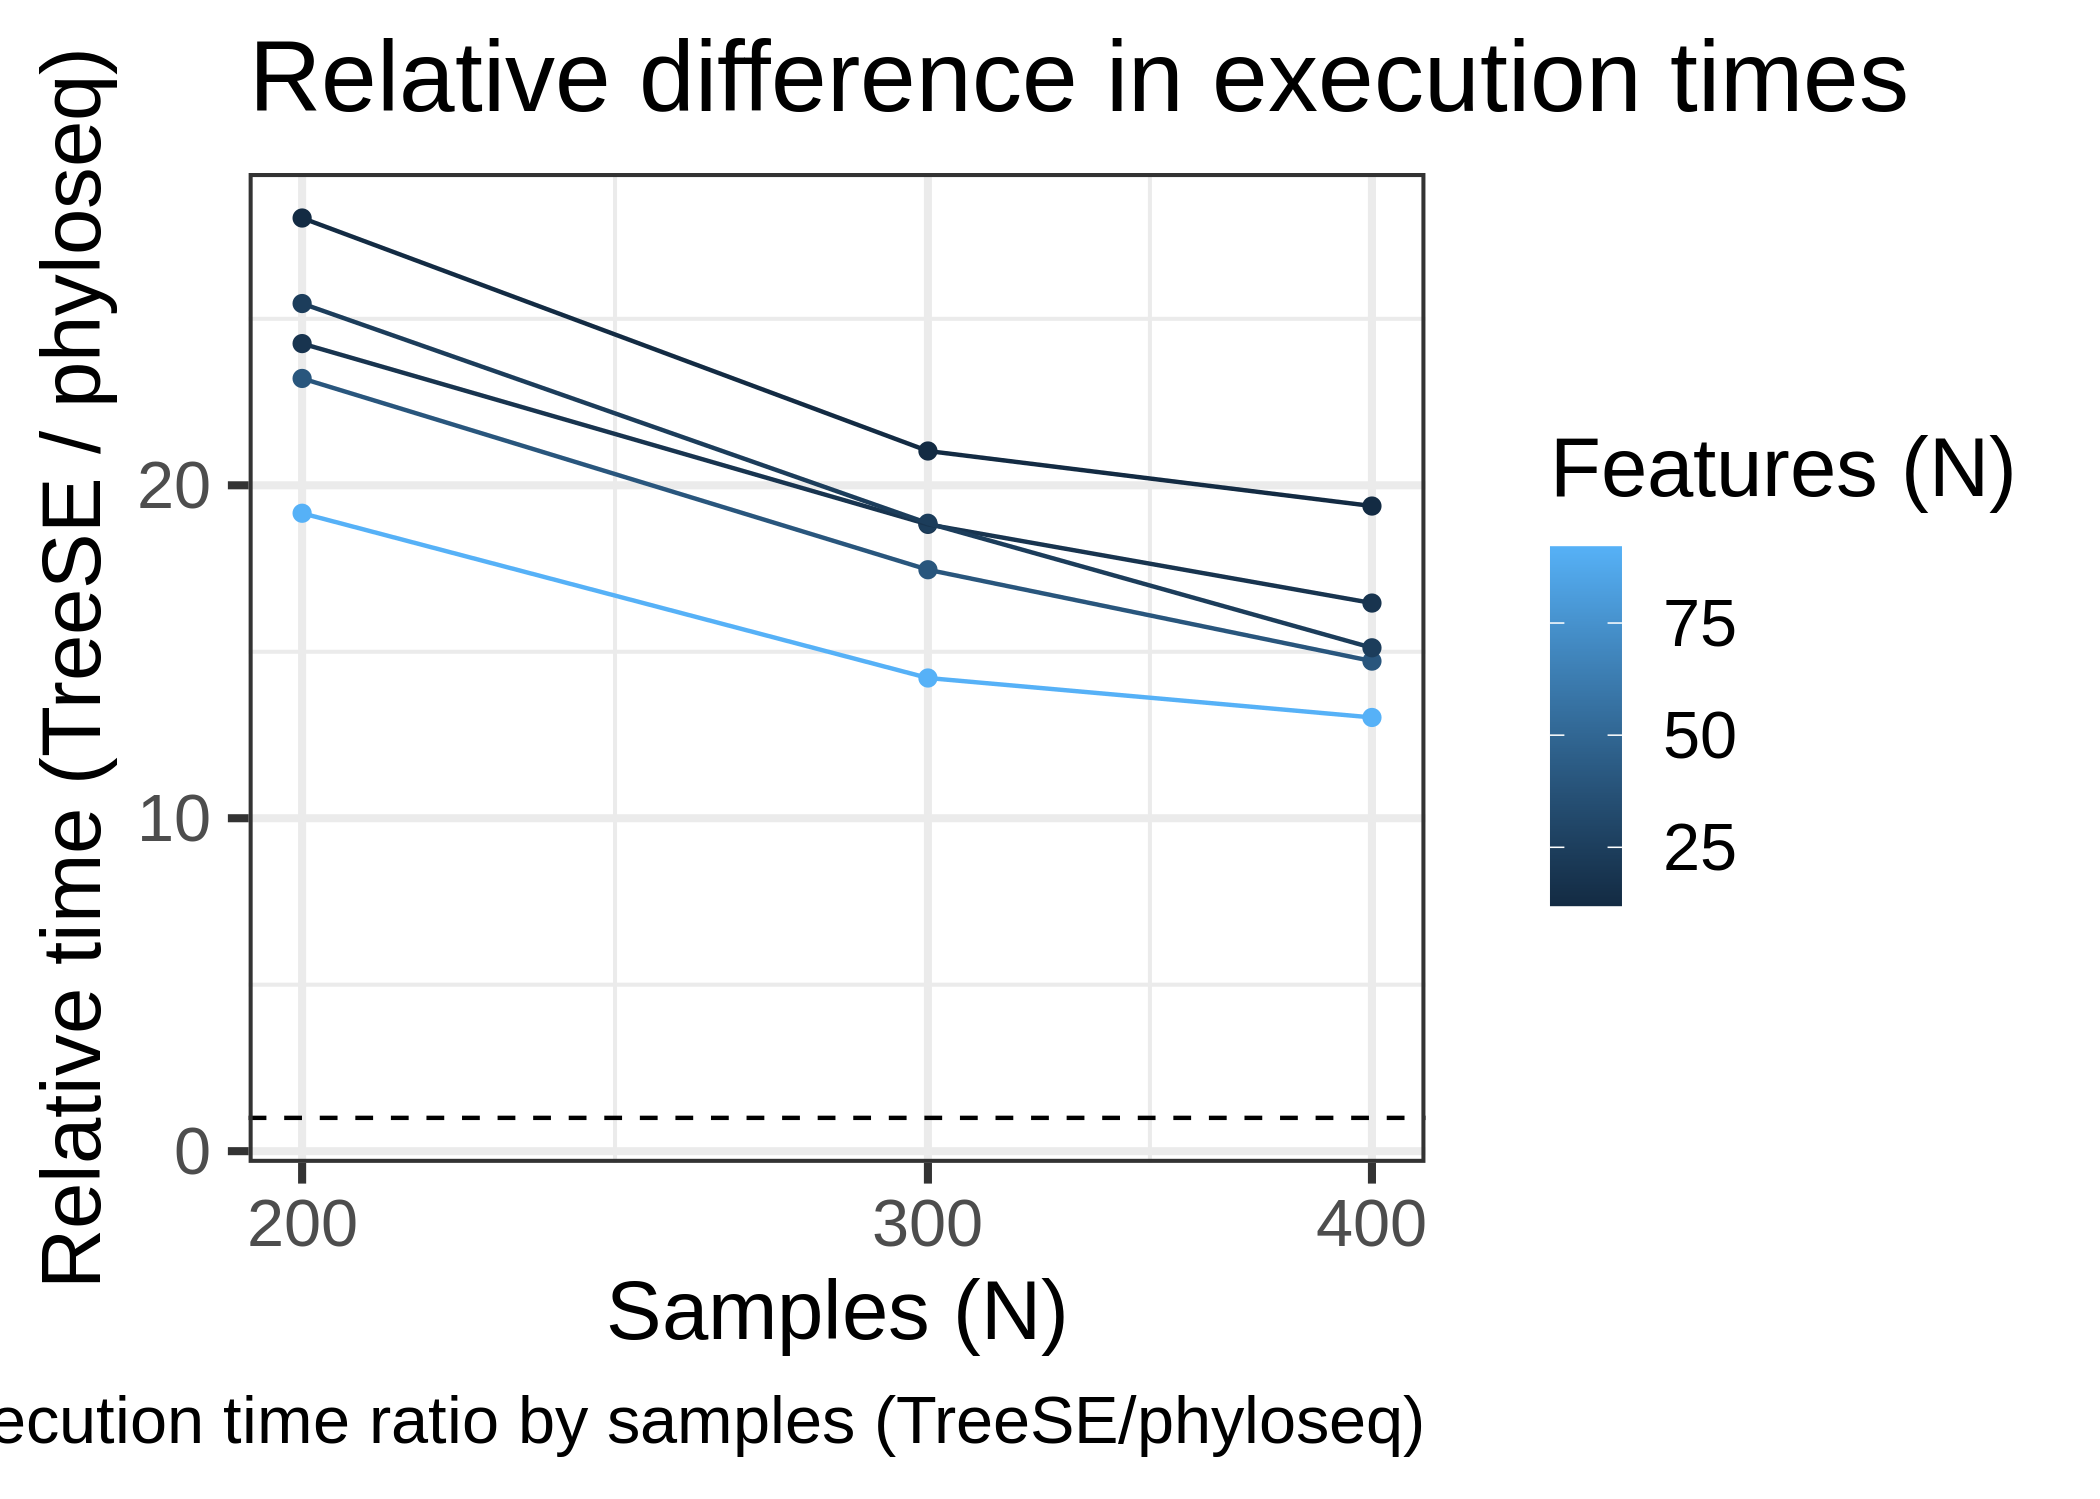 Relative difference in execution times
Relative time (TreeSE / phyloseq)
20
10
0
200 300 400
Samples (N)
Features (N)
75
50
25
time ratio by samples (TreeSE/phyloseq)